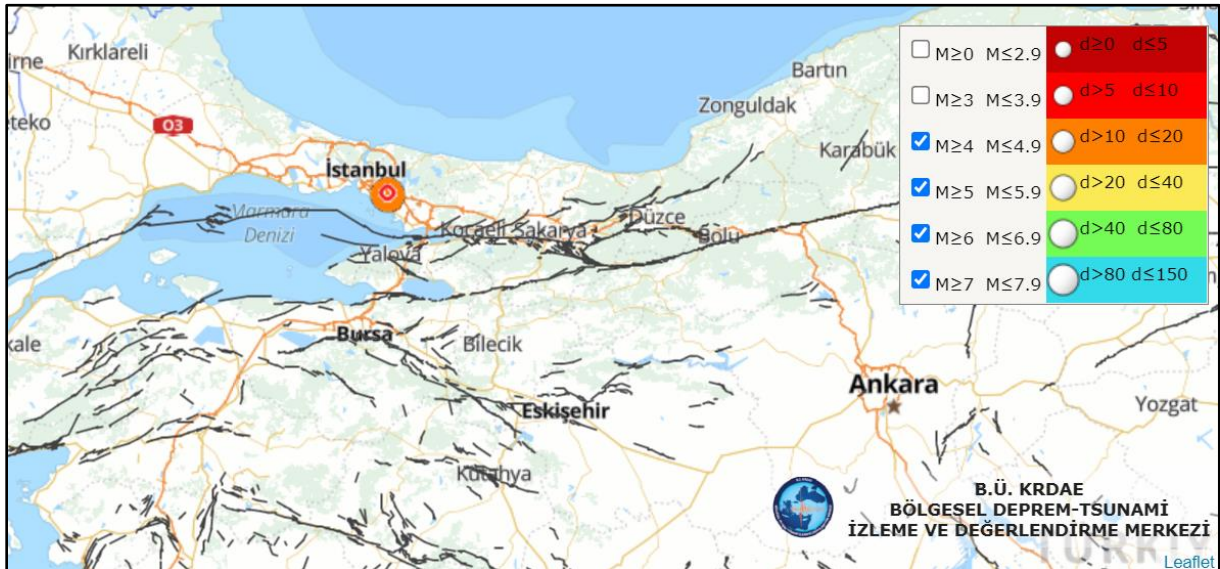 Kırklareli
irne
eteko
O3
İstanbul
Marmara
Denizi
Kocaeli Sakarya
Yalova
Düzce
Bolu
Bartın
Zonguldak
Karabük
kale
Bursa
Bilecik
Eskişehir
Kütahya
Ankara
Yozgat
M≥0 M≤2.9 d≥0 d≤5
M≥3 M≤3.9 d>5 d≤10
M≥4 M≤4.9 d>10 d≤20
M≥5 M≤5.9 d>20 d≤40
M≥6 M≤6.9 d>40 d≤80
M≥7 M≤7.9 d>80 d≤150
B.Ü. KRDAE
BÖLGESEL DEPREM-TSUNAMİ
İZLEME VE DEĞERLENDİRME MERKEZİ
Leaflet